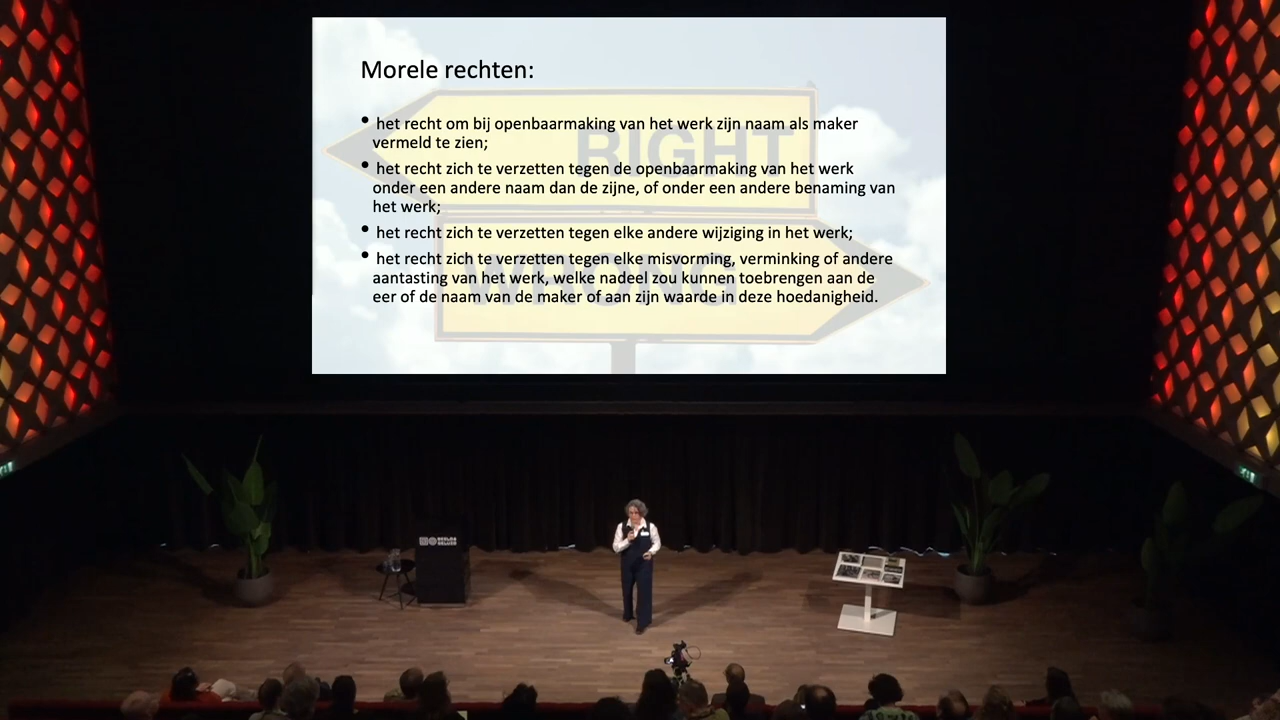 Morele rechten:
• het recht om bij openbaarmaking van het werk zijn naam als maker
vermeld te zien;
• het recht zich te verzetten tegen de openbaarmaking van het werk
onder een andere naam dan de zijne, of onder een andere benaming van
het werk;
• het recht zich te verzetten tegen elke andere wijziging in het werk;
• het recht zich te verzetten tegen elke misvorming, verminking of andere
aantasting van het werk, welke nadeel zou kunnen toebrengen aan de
eer of de naam van de maker of aan zijn waarde in deze hoedanigheid.
RIGHT
WRONG
BEELD &
GELUID